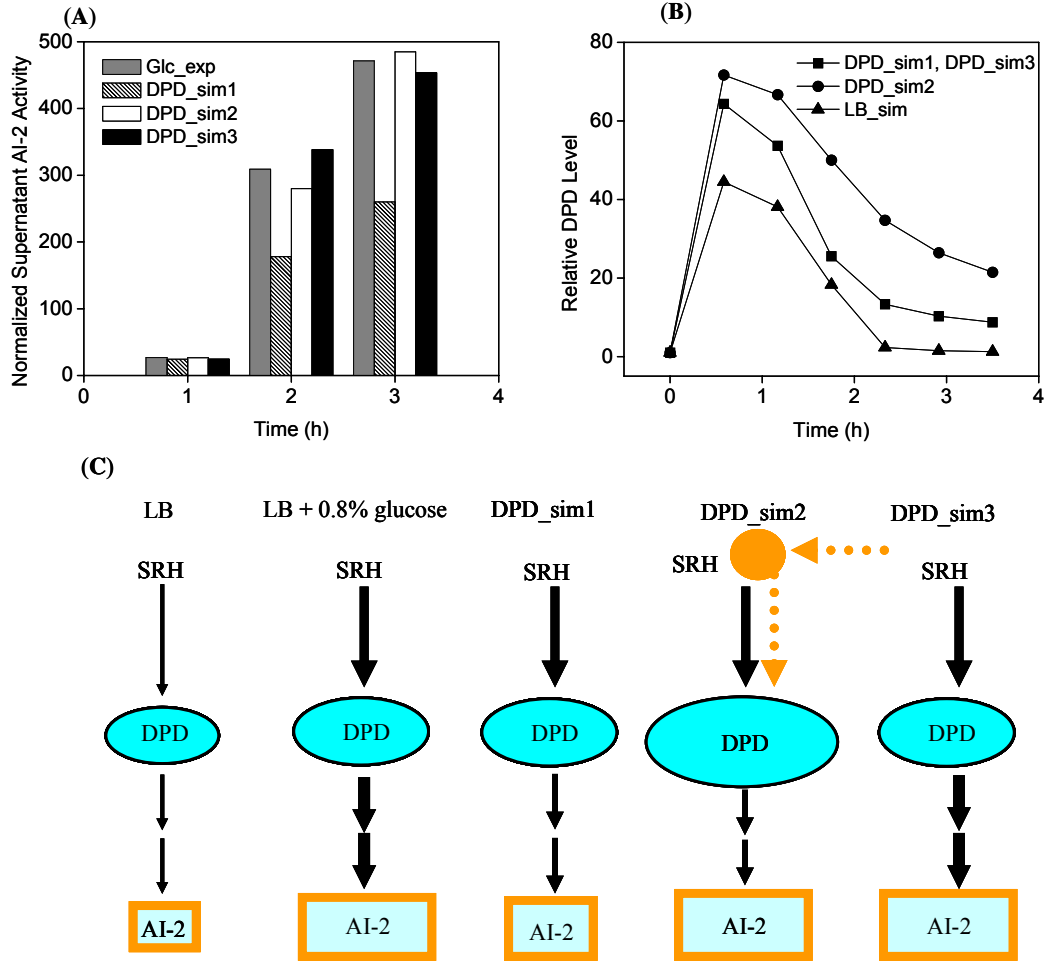 (A)
Normalized Supernatant AI-2 Activity
500
400
300
200
100
0
Glc_exp
DPD_sim1
DPD_sim2
DPD_sim3
0 1 2 3 4
Time (h)
(B)
Relative DPD Level
80
60
40
20
0
DPD_sim1, DPD_sim3
DPD_sim2
LB_sim
0 1 2 3 4
Time (h)
(C)
LB
LB + 0.8% glucose
DPD_sim1
DPD_sim2
DPD_sim3
SRH
SRH
SRH
SRH
SRH
DPD
DPD
DPD
DPD
DPD
AI-2
AI-2
AI-2
AI-2
AI-2